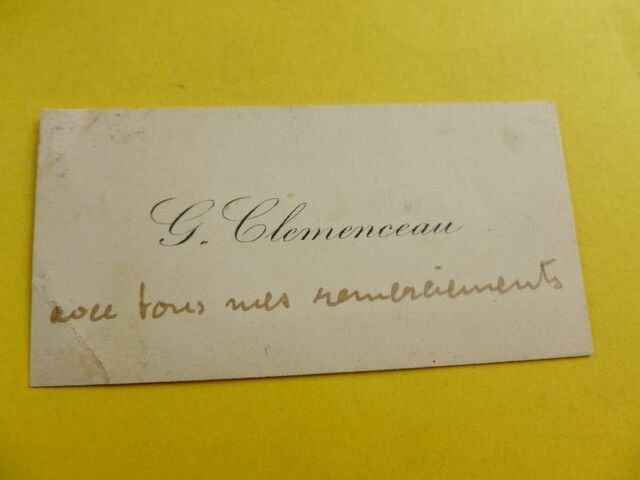 G. Clemenceau
avec tous mes remerciements